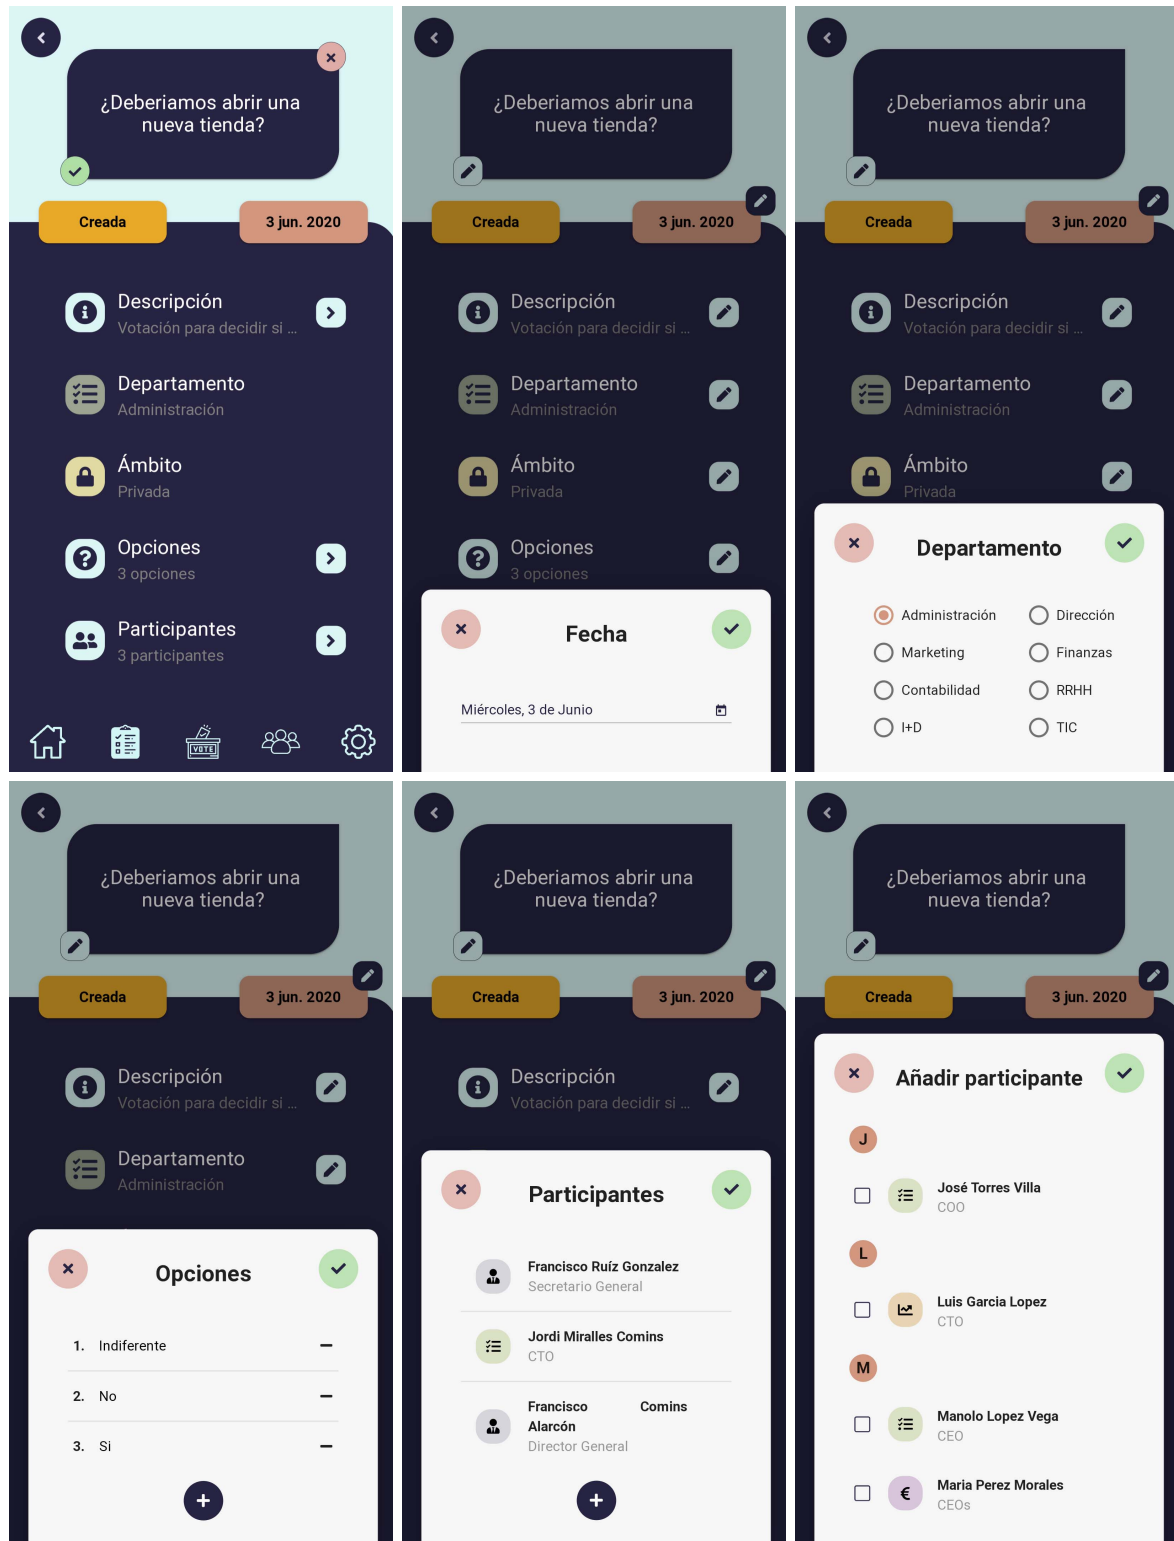 ¿Deberiamos abrir una
nueva tienda?
Creada
3 jun. 2020
Descripción
Votación para decidir si ...
Departamento
Administración
Ámbito
Privada
Opciones
3 opciones
Participantes
3 participantes
VOTE
¿Deberiamos abrir una
nueva tienda?
Creada
3 jun. 2020
Descripción
Votación para decidir si ...
Departamento
Administración
Ámbito
Privada
Opciones
3 opciones
Fecha
Miércoles, 3 de Junio
¿Deberiamos abrir una
nueva tienda?
Creada
3 jun. 2020
Descripción
Votación para decidir si ...
Departamento
Administración
Ámbito
Privada
Departamento
Administración
Dirección
Marketing
Finanzas
Contabilidad
RRHH
I+D
TIC
¿Deberiamos abrir una
nueva tienda?
Creada
3 jun. 2020
Descripción
Votación para decidir si ...
Departamento
Administración
Opciones
1. Indiferente
2. No
3. Si
¿Deberiamos abrir una
nueva tienda?
Creada
3 jun. 2020
Descripción
Votación para decidir si ...
Participantes
Francisco Ruíz Gonzalez
Secretario General
Jordi Miralles Comins
CTO
Francisco Comins
Alarcón
Director General
¿Deberiamos abrir una
nueva tienda?
Creada
3 jun. 2020
Añadir participante
J
José Torres Villa
COO
L
Luis Garcia Lopez
CTO
M
Manolo Lopez Vega
CEO
Maria Perez Morales
CEOs